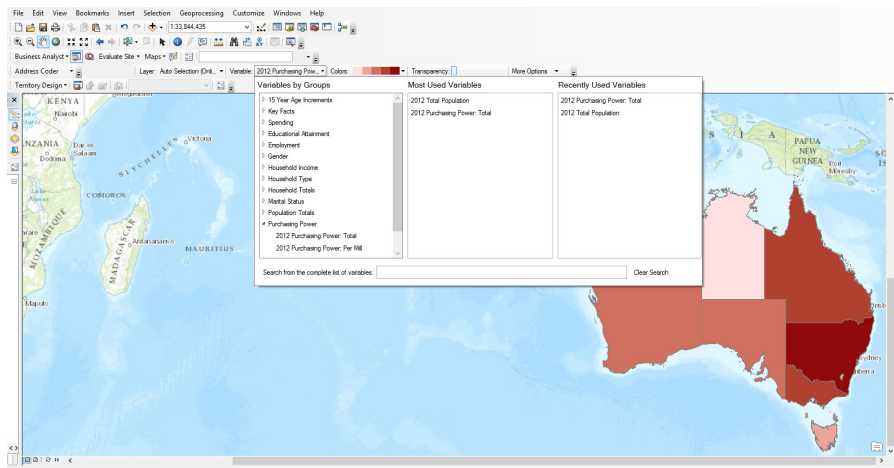 File Edit View Bookmarks Insert Selection Geoprocessing Customize Windows Help
1:33,844,435
Business Analyst Evaluate Site Maps
Address Coder Layer: Auto Selection (Onli.. Variable: 2012 Purchasing Pow... Colors: Transparency: More Options
Territory Design
Variables by Groups
15 Year Age Increments
Key Facts
Spending
Educational Attainment
Employment
Gender
Household Income
Household Type
Household Totals
Marital Status
Population Totals
Purchasing Power
2012 Purchasing Power: Total
2012 Purchasing Power: Per Mill
Most Used Variables
2012 Total Population
2012 Purchasing Power: Total
Recently Used Variables
2012 Purchasing Power: Total
2012 Total Population
Search from the complete list of variables:
Clear Search
KENYA
Nairobi
NZANIA
Dar es
Salaam
Dodoma
Victoria
SEYCHELLES
COMOROS
MOZAMBIQUE
Antananarivo
MADAGASCAR
MAURITIUS
Maputo
S I A
PAPUA
NEW
GUINEA
Port
Moresby